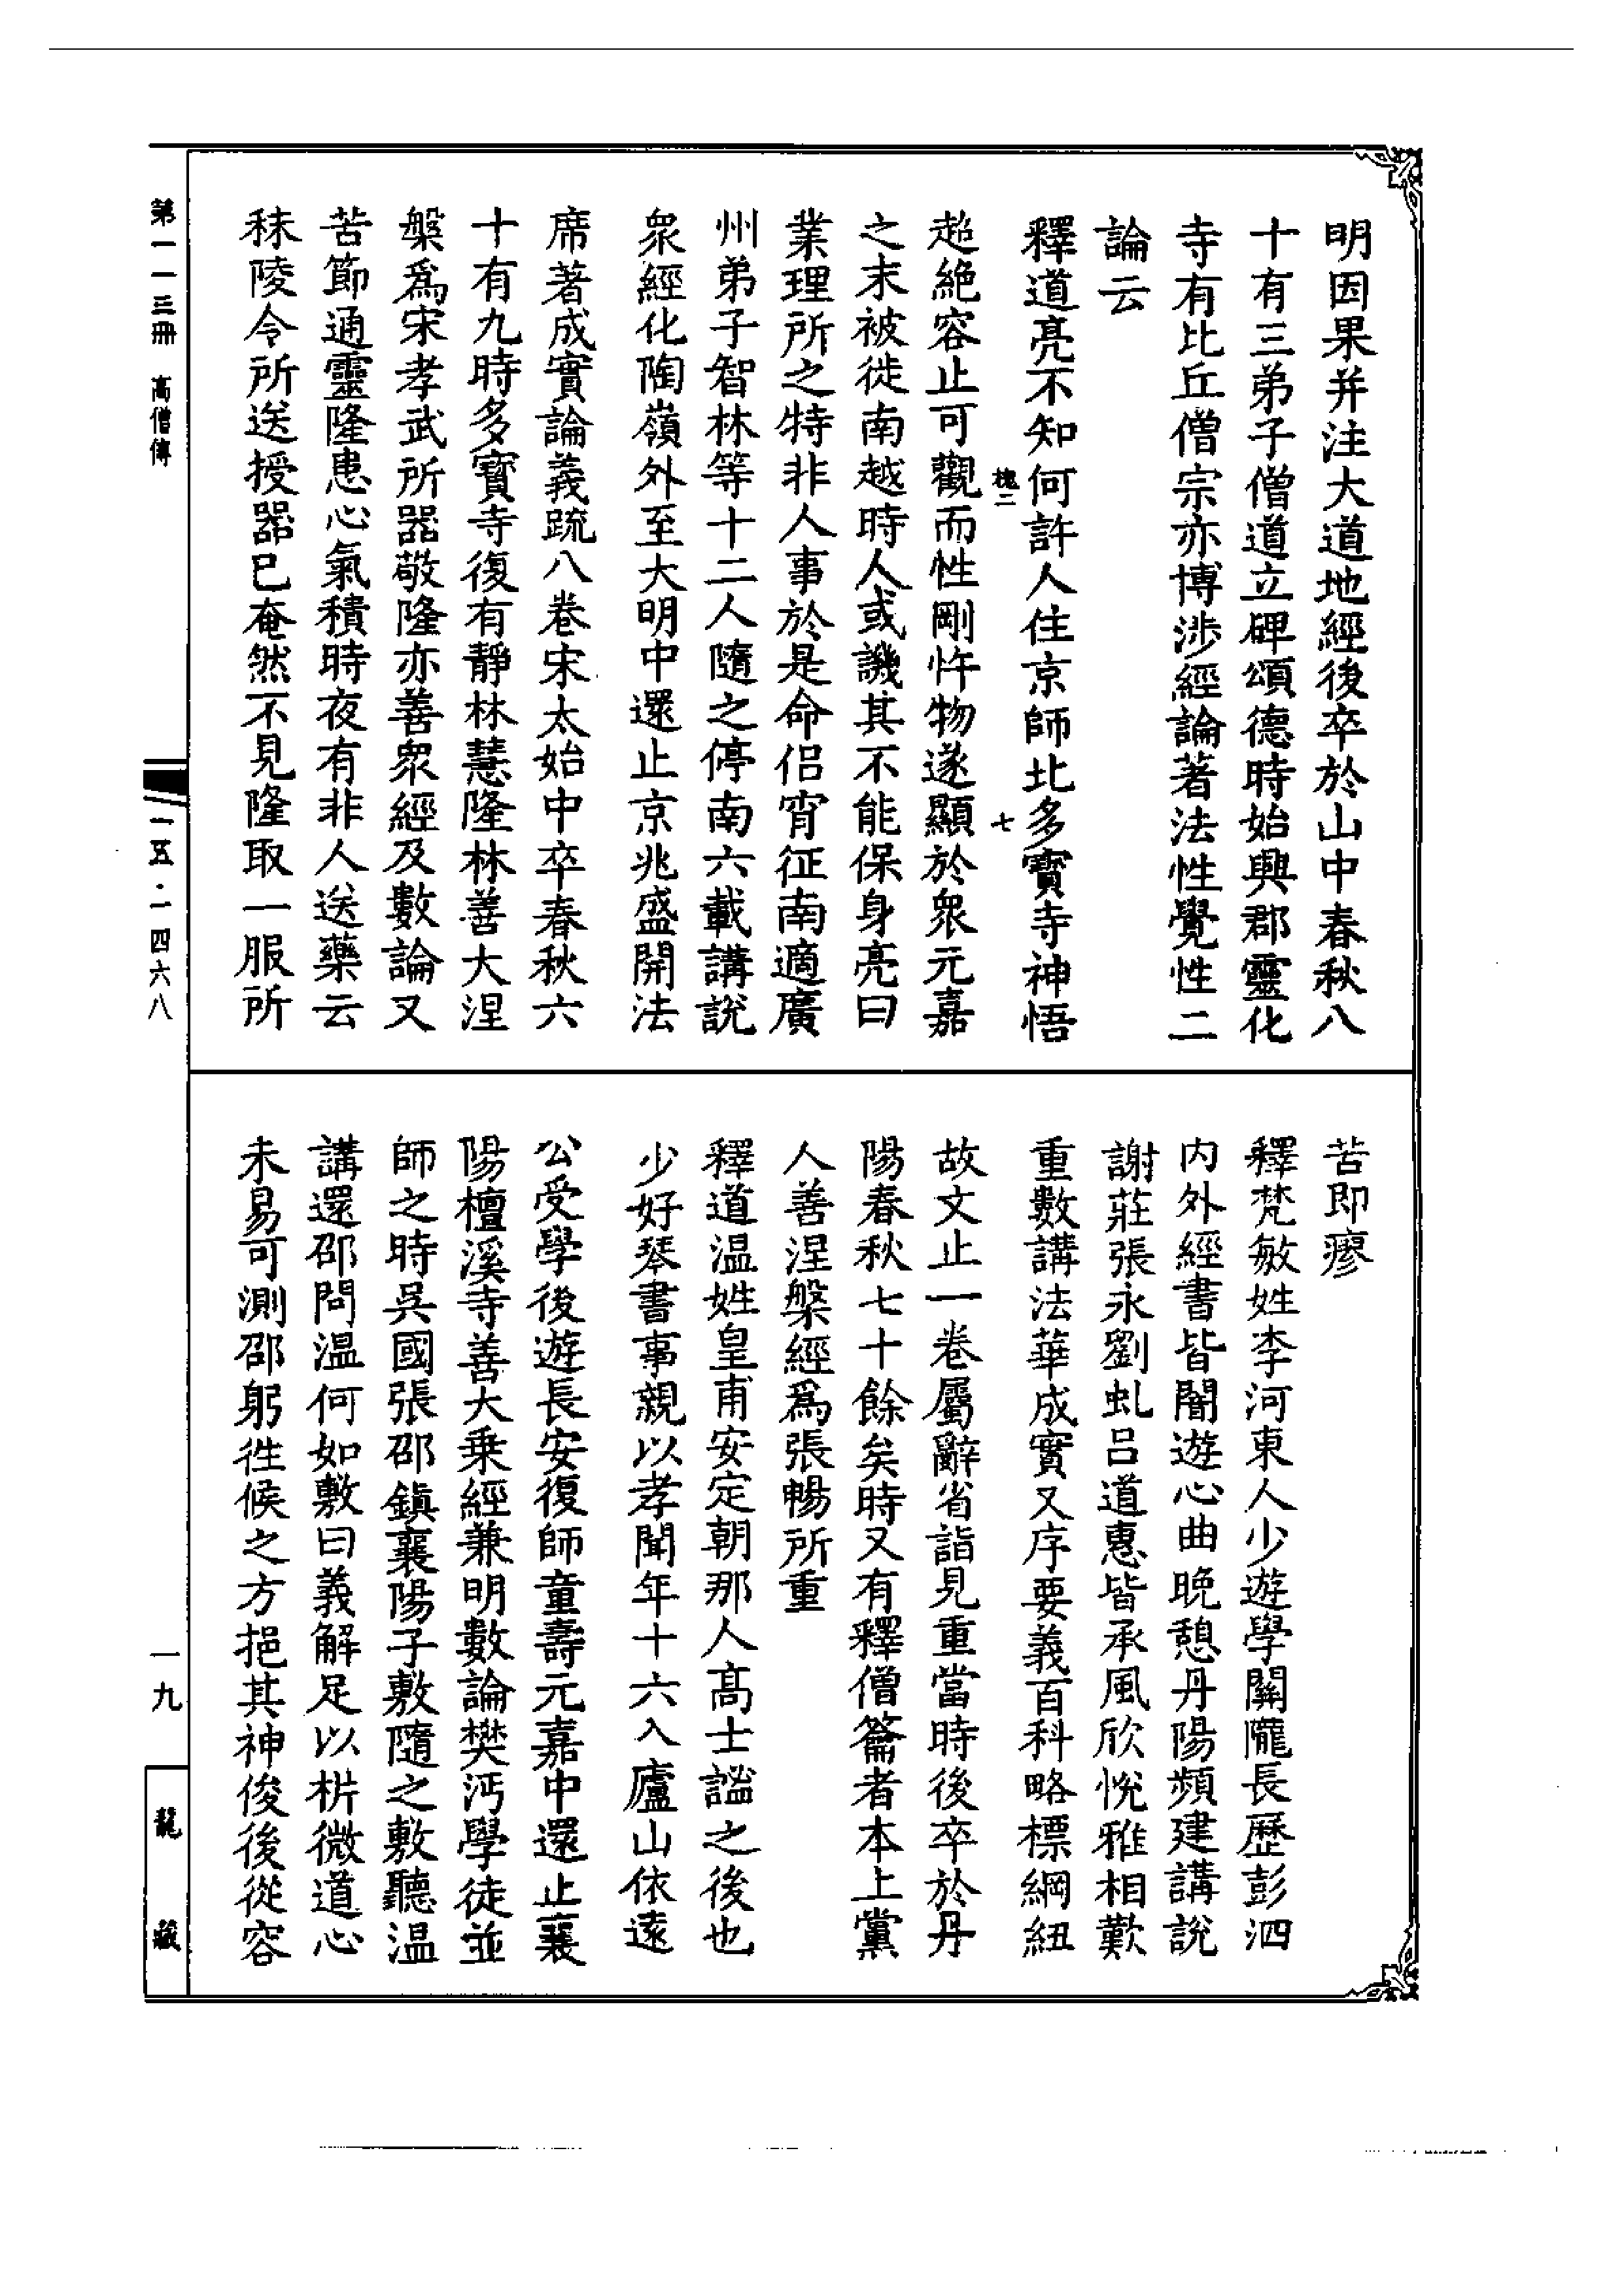 明因果并注大道地經後卒於山中春秋八
十有三弟子僧道立碑頌德時始興郡靈化
寺有比丘僧宗亦博涉經論著法性覺性二
論云
釋道亮不知何許人住京師北多寶寺神悟
槐二 七
超絶容止可觀而性剛忤物遂顯於衆元嘉
之末被徙南越時人或譏其不能保身亮曰
業理所之特非人事於是命侣宵征南適廣
州弟子智林等十二人隨之停南六載講說
衆經化陶嶺外至大明中還止京兆盛開法
席著成實論義䟽八卷宋太始中卒春秋六
十有九時多寶寺復有靜林慧隆林善大涅
槃爲宋孝武所器敬隆亦善衆經及數論又
苦節通靈隆患心氣積時夜有非人送藥云
秣陵令所送授器已奄然不見隆取一服所
苦即瘳
釋梵敏姓李河東人少遊學關隴長歷彭泗
内外經書皆闇遊心曲晚憩丹陽頻建講說
謝莊張永劉虬吕道惠皆承風欣悅雅相歎
重數講法華成實又序要義百科略標綱紐
故文止一卷屬辭省詣見重當時後卒於丹
陽春秋七十餘矣時又有釋僧籥者本上黨
人善涅槃經爲張暢所重
釋道温姓皇甫安定朝那人髙士謐之後也
少好琴書事親以孝聞年十六入廬山依遠
公受學後遊長安復師童壽元嘉中還止襄
陽檀溪寺善大乗經兼明數論樊沔學徒並
師之時吳國張邵鎮襄陽子敷隨之敷聽温
講還邵問温何如敷曰義解足以析微道心
未易可測邵躬徃候之方挹其神俊後從容
第一一三冊 高僧傳
一五·一四六八
一九
龍藏